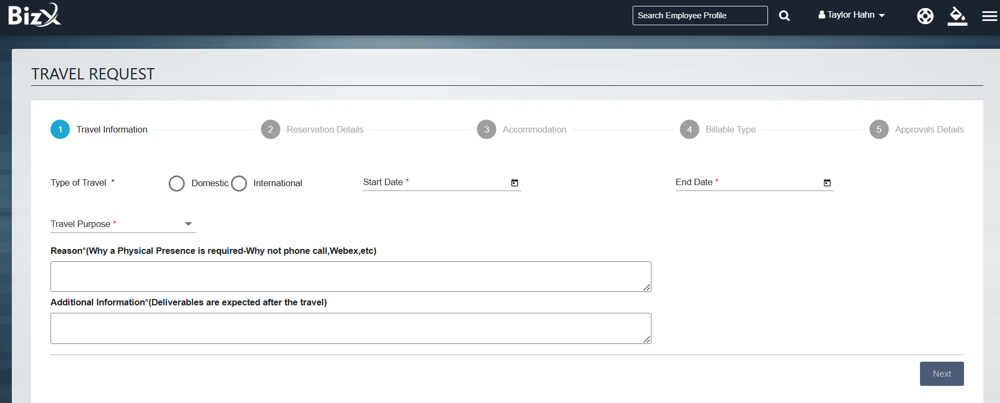 BizX
Search Employee Profile
Taylor Hahn
TRAVEL REQUEST
1 Travel Information 2 Reservation Details 3 Accommodation 4 Billable Type 5 Approvals Details
Type of Travel * Domestic International Start Date * End Date *
Travel Purpose *
Reason*(Why a Physical Presence is required-Why not phone call,Webex,etc)
Additional Information*(Deliverables are expected after the travel)
Next